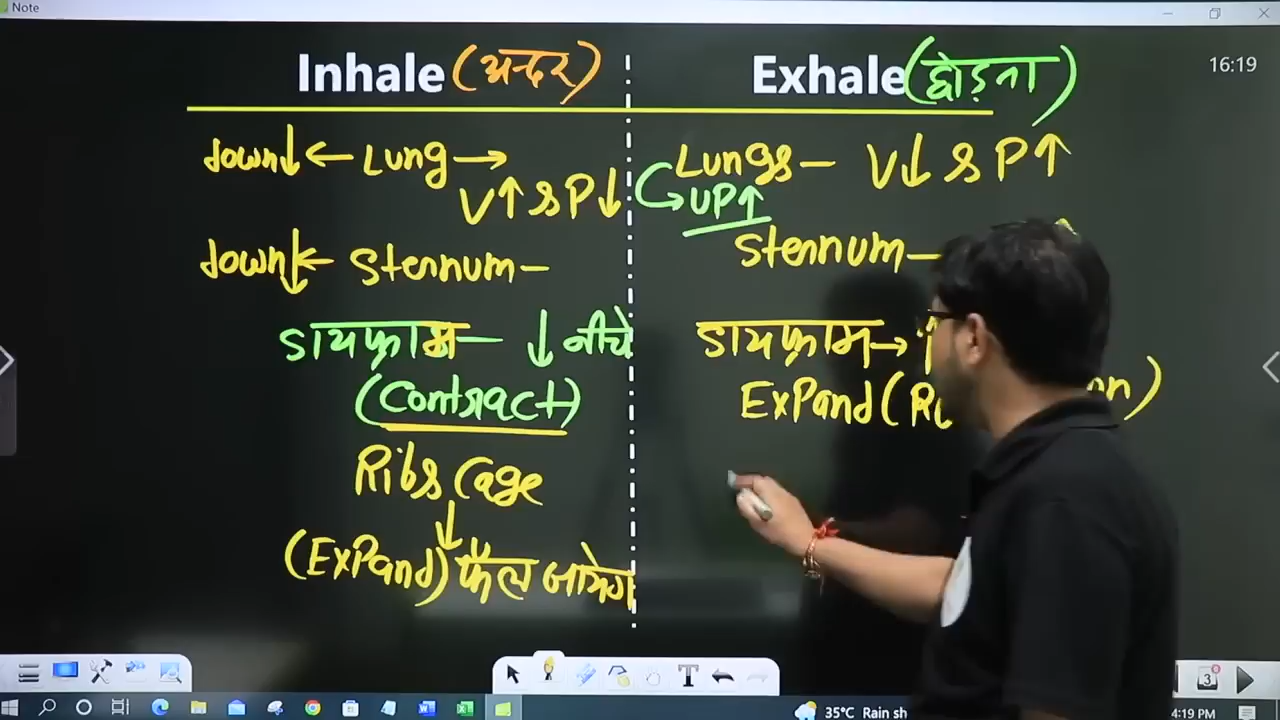 Note
Inhale (अन्दर)
Exhale (छोड़ना)
16:19
down↓ ← Lung →
V↑ & P↓
Lungs – V↓ & P↑
→ UP↑
down↓ ← Sternum –
Sternum –
डायफ्राम – ↓ नीचे
(Contract)
डायफ्राम → ↑
ExPand (
Ribs Cage
↓
(ExPand) फैल जायेगा
T
3
35°C Rain sh
4:19 PM